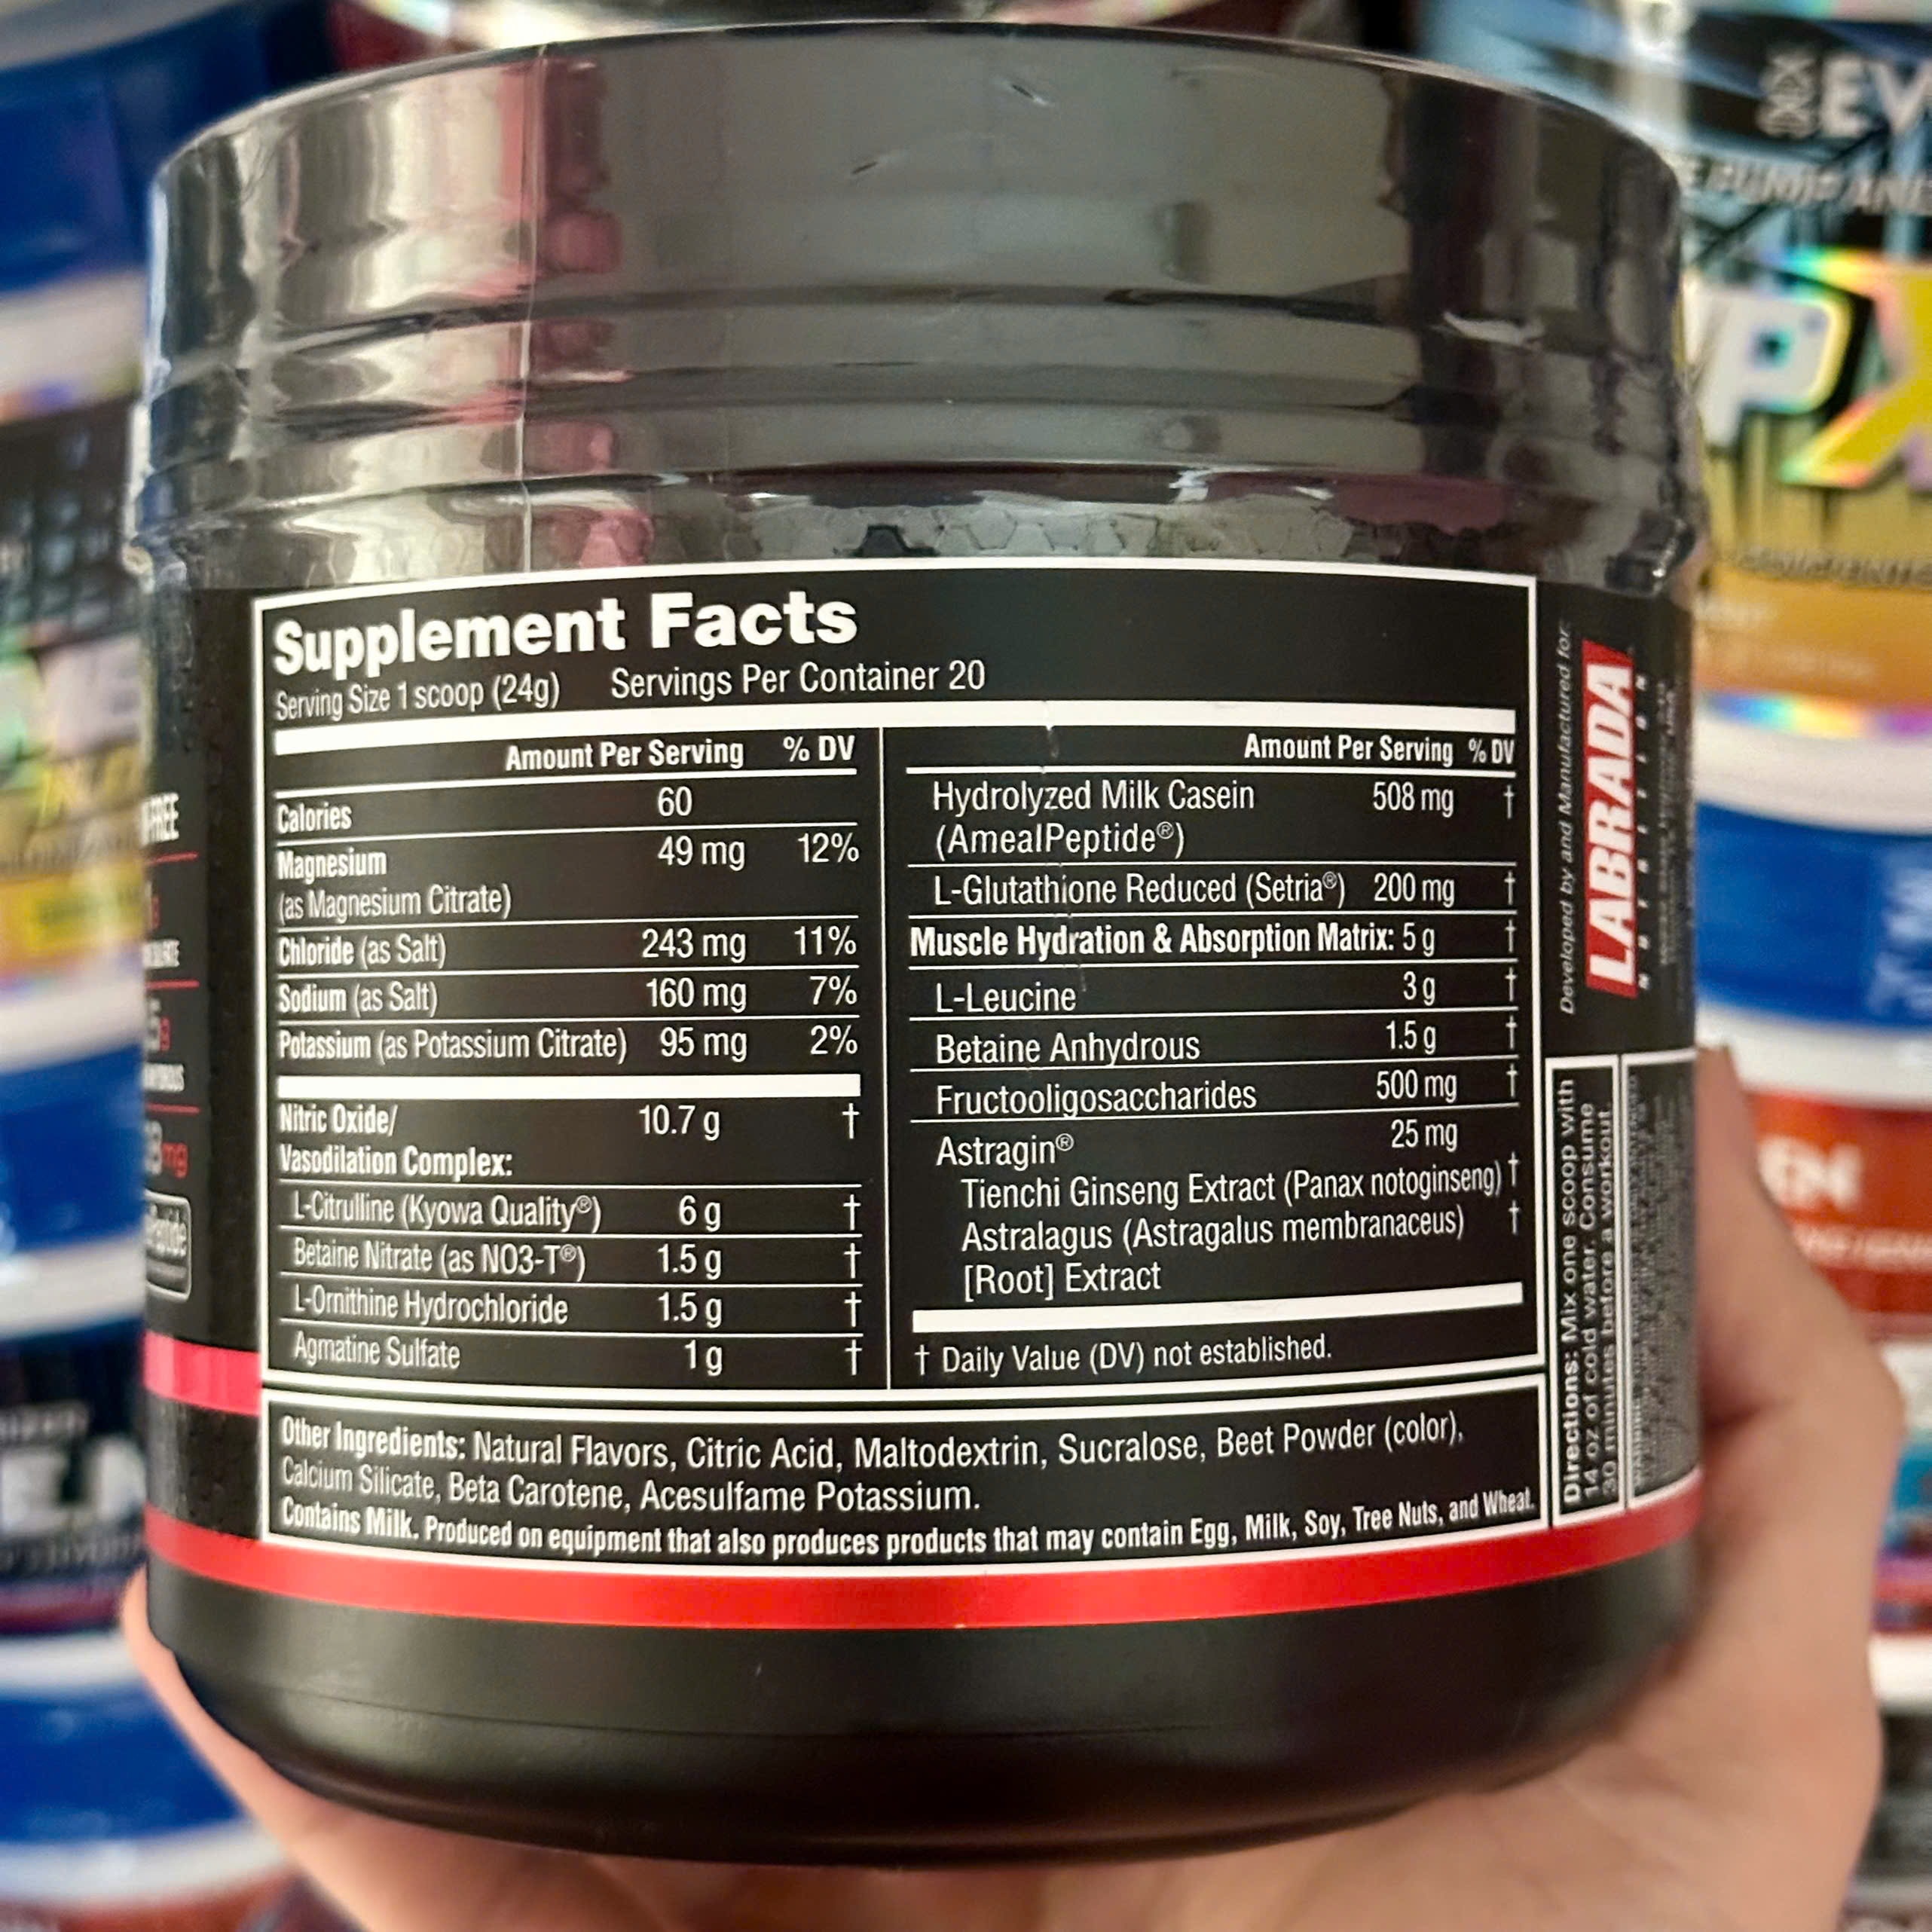 Supplement Facts
Serving Size 1 scoop (24g) Servings Per Container 20
Amount Per Serving % DV
Calories 60
Magnesium 49 mg 12%
(as Magnesium Citrate)
Chloride (as Salt) 243 mg 11%
Sodium (as Salt) 160 mg 7%
Potassium (as Potassium Citrate) 95 mg 2%
Nitric Oxide/ 10.7 g †
Vasodilation Complex:
L-Citrulline (Kyowa Quality®) 6 g †
Betaine Nitrate (as NO3-T®) 1.5 g †
L-Ornithine Hydrochloride 1.5 g †
Agmatine Sulfate 1 g †
Amount Per Serving % DV
Hydrolyzed Milk Casein 508 mg †
(AmealPeptide®)
L-Glutathione Reduced (Setria®) 200 mg †
Muscle Hydration & Absorption Matrix: 5 g †
L-Leucine 3 g †
Betaine Anhydrous 1.5 g †
Fructooligosaccharides 500 mg †
Astragin® 25 mg
Tienchi Ginseng Extract (Panax notoginseng) †
Astralagus (Astragalus membranaceus) †
[Root] Extract
† Daily Value (DV) not established.
Other Ingredients: Natural Flavors, Citric Acid, Maltodextrin, Sucralose, Beet Powder (color),
Calcium Silicate, Beta Carotene, Acesulfame Potassium.
Contains Milk. Produced on equipment that also produces products that may contain Egg, Milk, Soy, Tree Nuts, and Wheat.
Developed by and Manufactured for:
LABRADA
NUTRITION
Directions: Mix one scoop with
14 oz of cold water. Consume
30 minutes before a workout
-FREE
mg
EV
PUMP AND
P
X